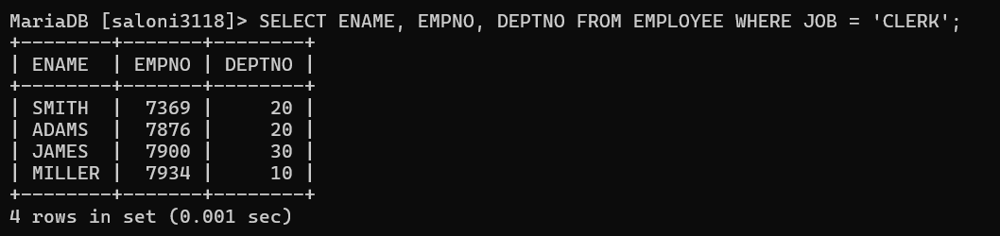 MariaDB [saloni3118]> SELECT ENAME, EMPNO, DEPTNO FROM EMPLOYEE WHERE JOB = 'CLERK';
+--------+-------+--------+
| ENAME  | EMPNO | DEPTNO |
+--------+-------+--------+
| SMITH  |  7369 |     20 |
| ADAMS  |  7876 |     20 |
| JAMES  |  7900 |     30 |
| MILLER |  7934 |     10 |
+--------+-------+--------+
4 rows in set (0.001 sec)